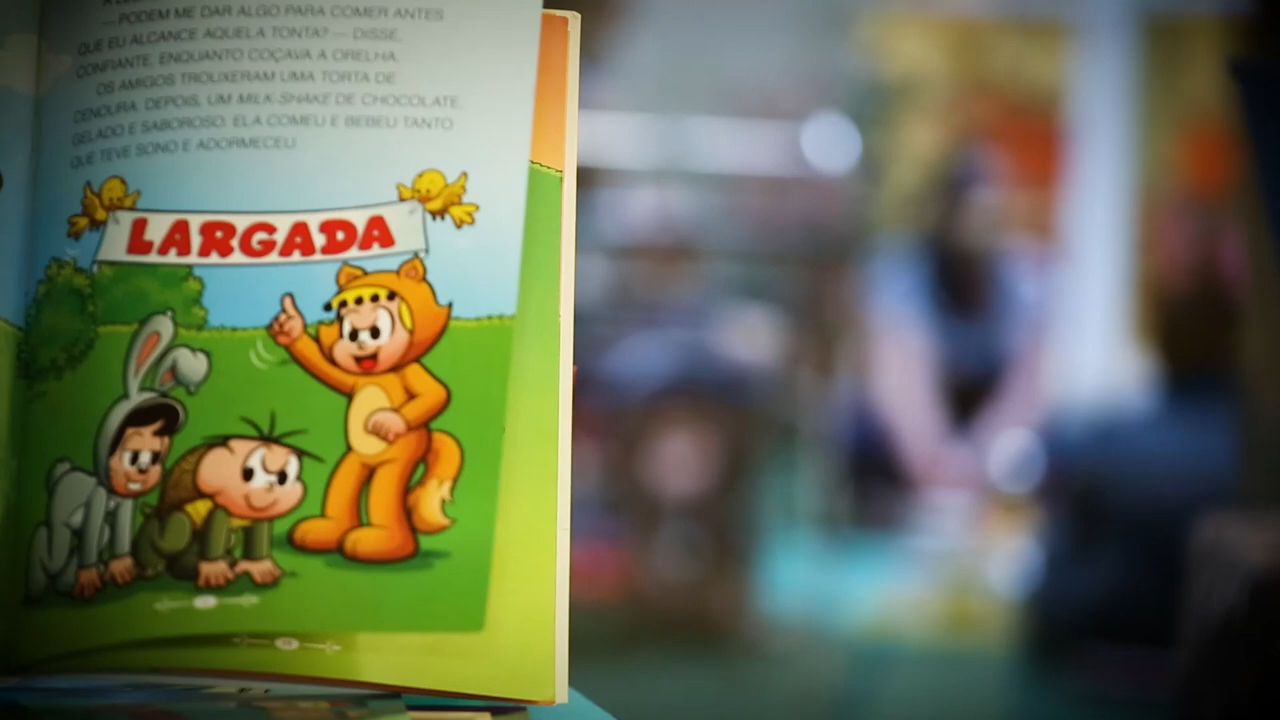 — PODEM ME DAR ALGO PARA COMER ANTES
QUE EU ALCANCE AQUELA TONTA? — DISSE,
CONFIANTE, ENQUANTO COÇAVA A ORELHA.
OS AMIGOS TROUXERAM UMA TORTA DE
CENOURA. DEPOIS, UM MILK-SHAKE DE CHOCOLATE,
GELADO E SABOROSO. ELA COMEU E BEBEU TANTO
QUE TEVE SONO E ADORMECEU.
LARGADA